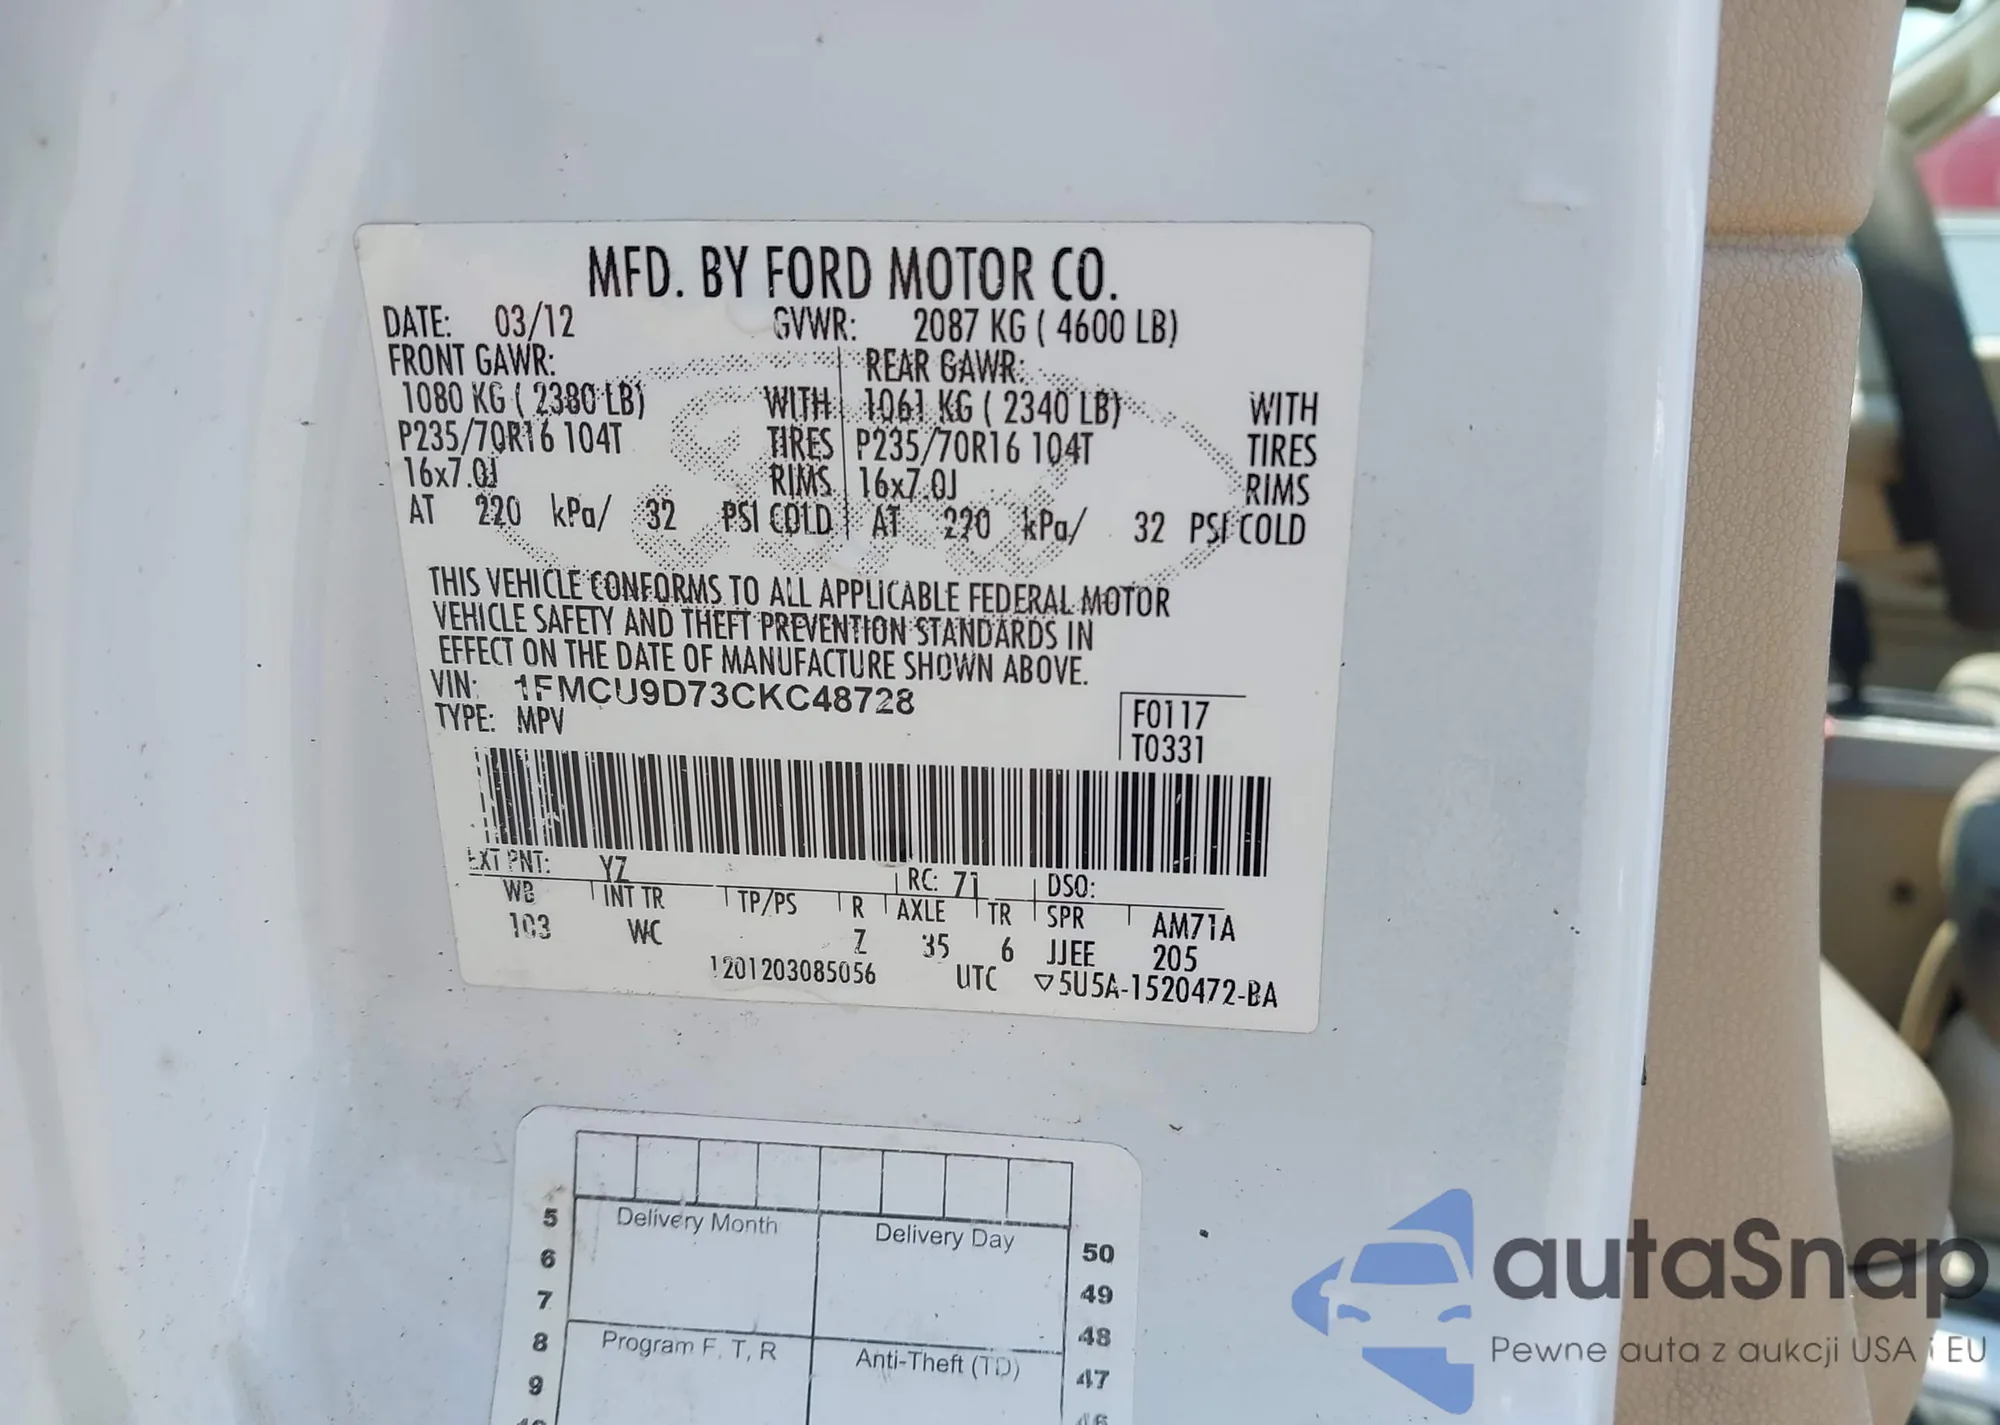 MFD. BY FORD MOTOR CO.
DATE: 03/12 GVWR: 2087 KG ( 4600 LB)
FRONT GAWR: REAR GAWR:
1080 KG ( 2380 LB) WITH 1061 KG ( 2340 LB) WITH
P235/70R16 104T TIRES P235/70R16 104T TIRES
16x7.0J RIMS 16x7.0J RIMS
AT 220 kPa/ 32 PSI COLD AT 220 kPa/ 32 PSI COLD
THIS VEHICLE CONFORMS TO ALL APPLICABLE FEDERAL MOTOR
VEHICLE SAFETY AND THEFT PREVENTION STANDARDS IN
EFFECT ON THE DATE OF MANUFACTURE SHOWN ABOVE.
VIN: 1FMCU9D73CKC48728
TYPE: MPV
F0117
T0331
EXT PNT: YZ RC: 71 DSO:
WB INT TR TP/PS R AXLE TR SPR AM71A
103 WC Z 35 6 JJEE 205
1201203085056 UTC ▽5U5A-1520472-BA
Delivery Month Delivery Day
5 50
6 49
7 48
8 47
9
Program F, T, R Anti-Theft (TD)
autaSnap
Pewne auta z aukcji USA i EU